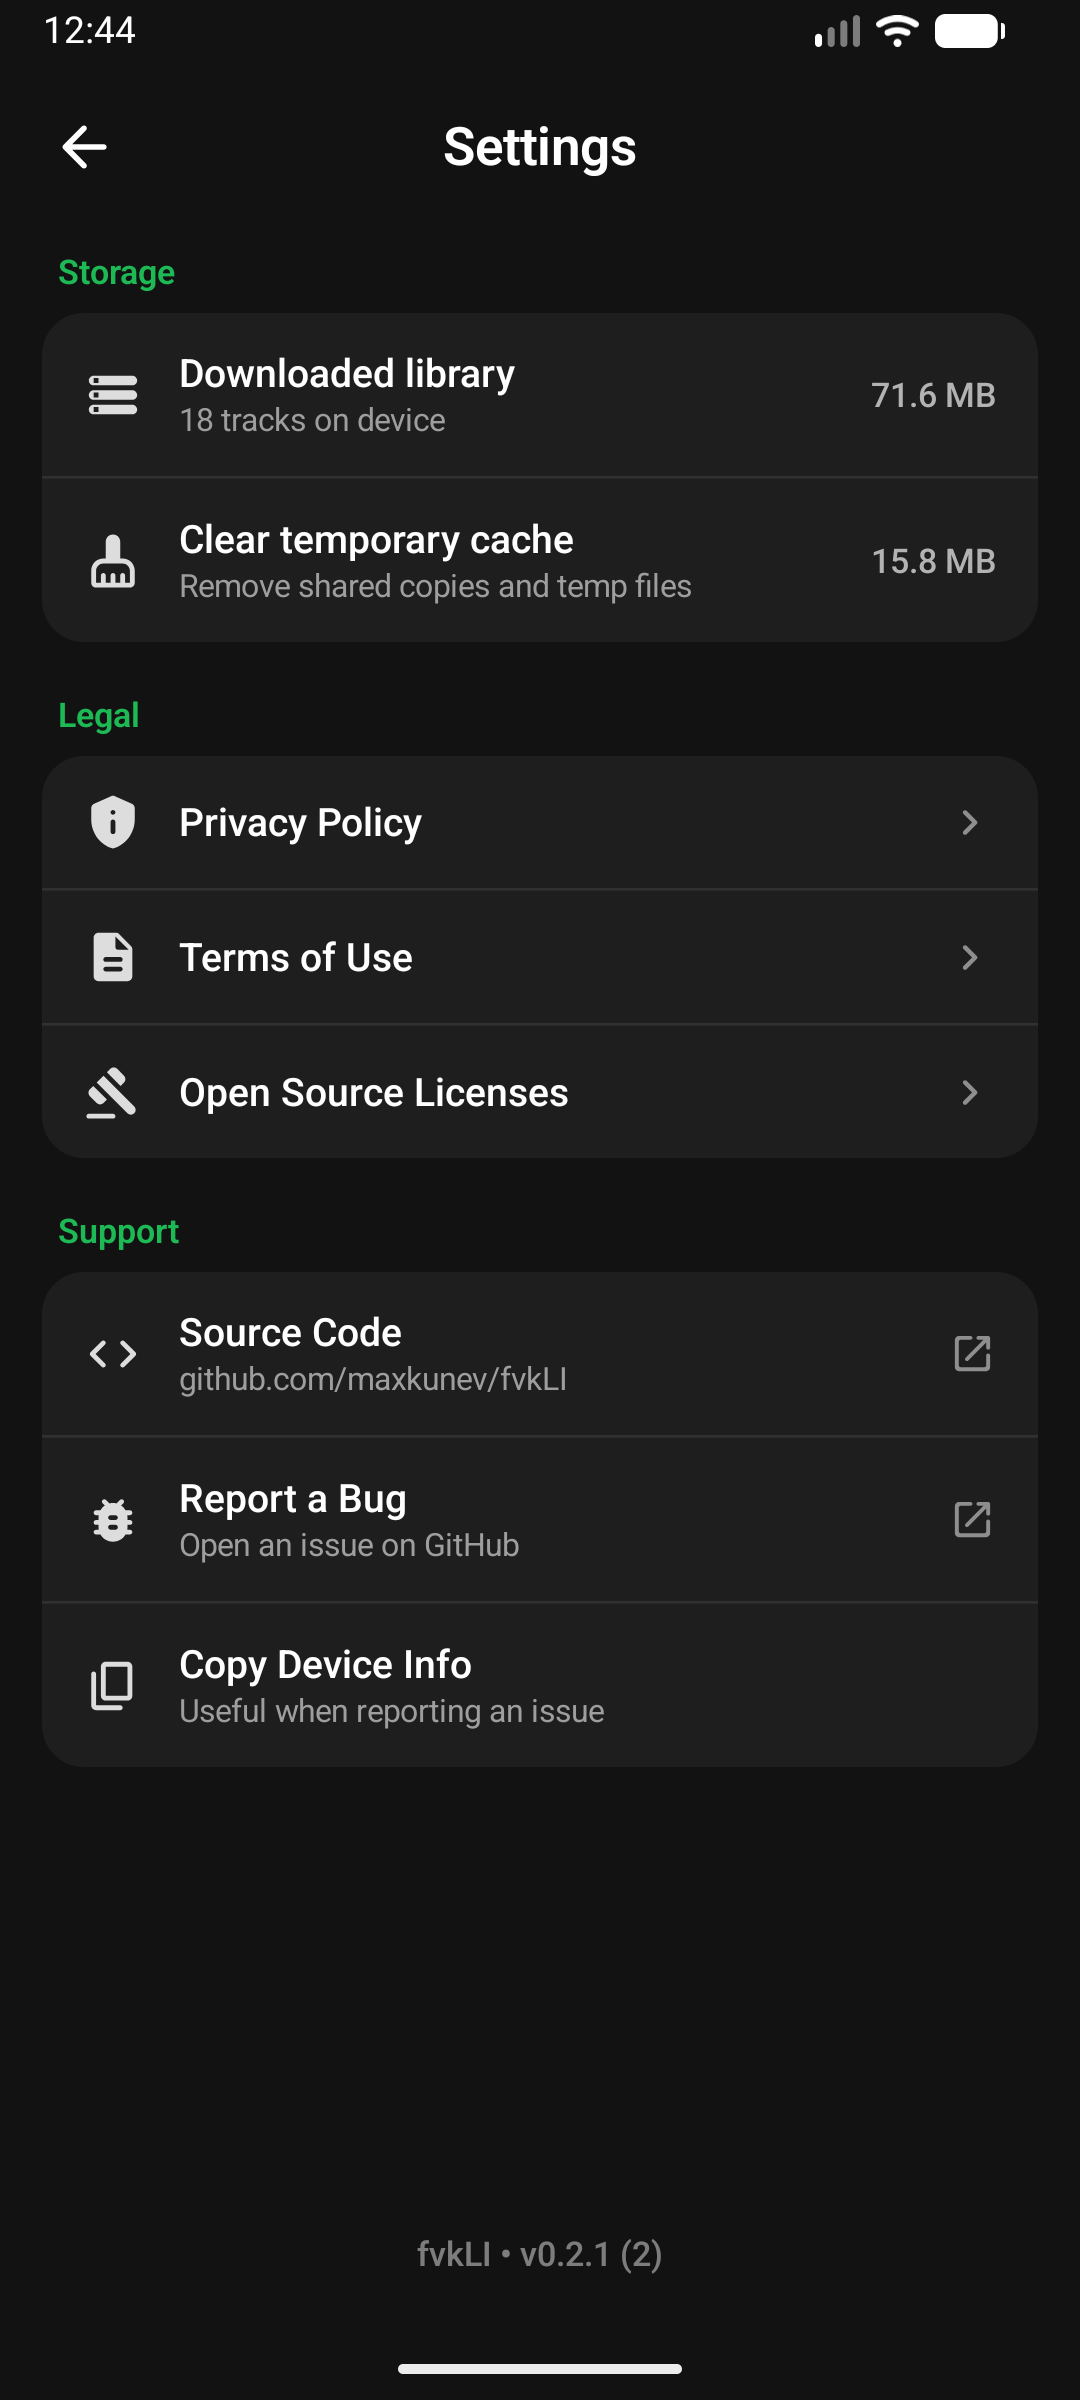 12:44
Settings
Storage
Downloaded library
18 tracks on device
71.6 MB
Clear temporary cache
Remove shared copies and temp files
15.8 MB
Legal
Privacy Policy
Terms of Use
Open Source Licenses
Support
Source Code
github.com/maxkunev/fvkLI
Report a Bug
Open an issue on GitHub
Copy Device Info
Useful when reporting an issue
fvkLI • v0.2.1 (2)